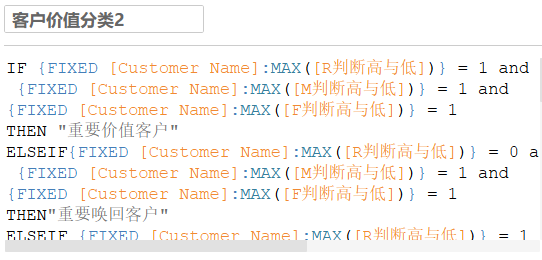 客户价值分类2
IF {FIXED [Customer Name]:MAX([R判断高与低])} = 1 and
{FIXED [Customer Name]:MAX([M判断高与低])} = 1 and
{FIXED [Customer Name]:MAX([F判断高与低])} = 1
THEN "重要价值客户"
ELSEIF{FIXED [Customer Name]:MAX([R判断高与低])} = 0 a
{FIXED [Customer Name]:MAX([M判断高与低])} = 1 and
{FIXED [Customer Name]:MAX([F判断高与低])} = 1
THEN"重要唤回客户"
ELSEIF {FIXED [Customer Name]:MAX([R判断高与低])} = 1